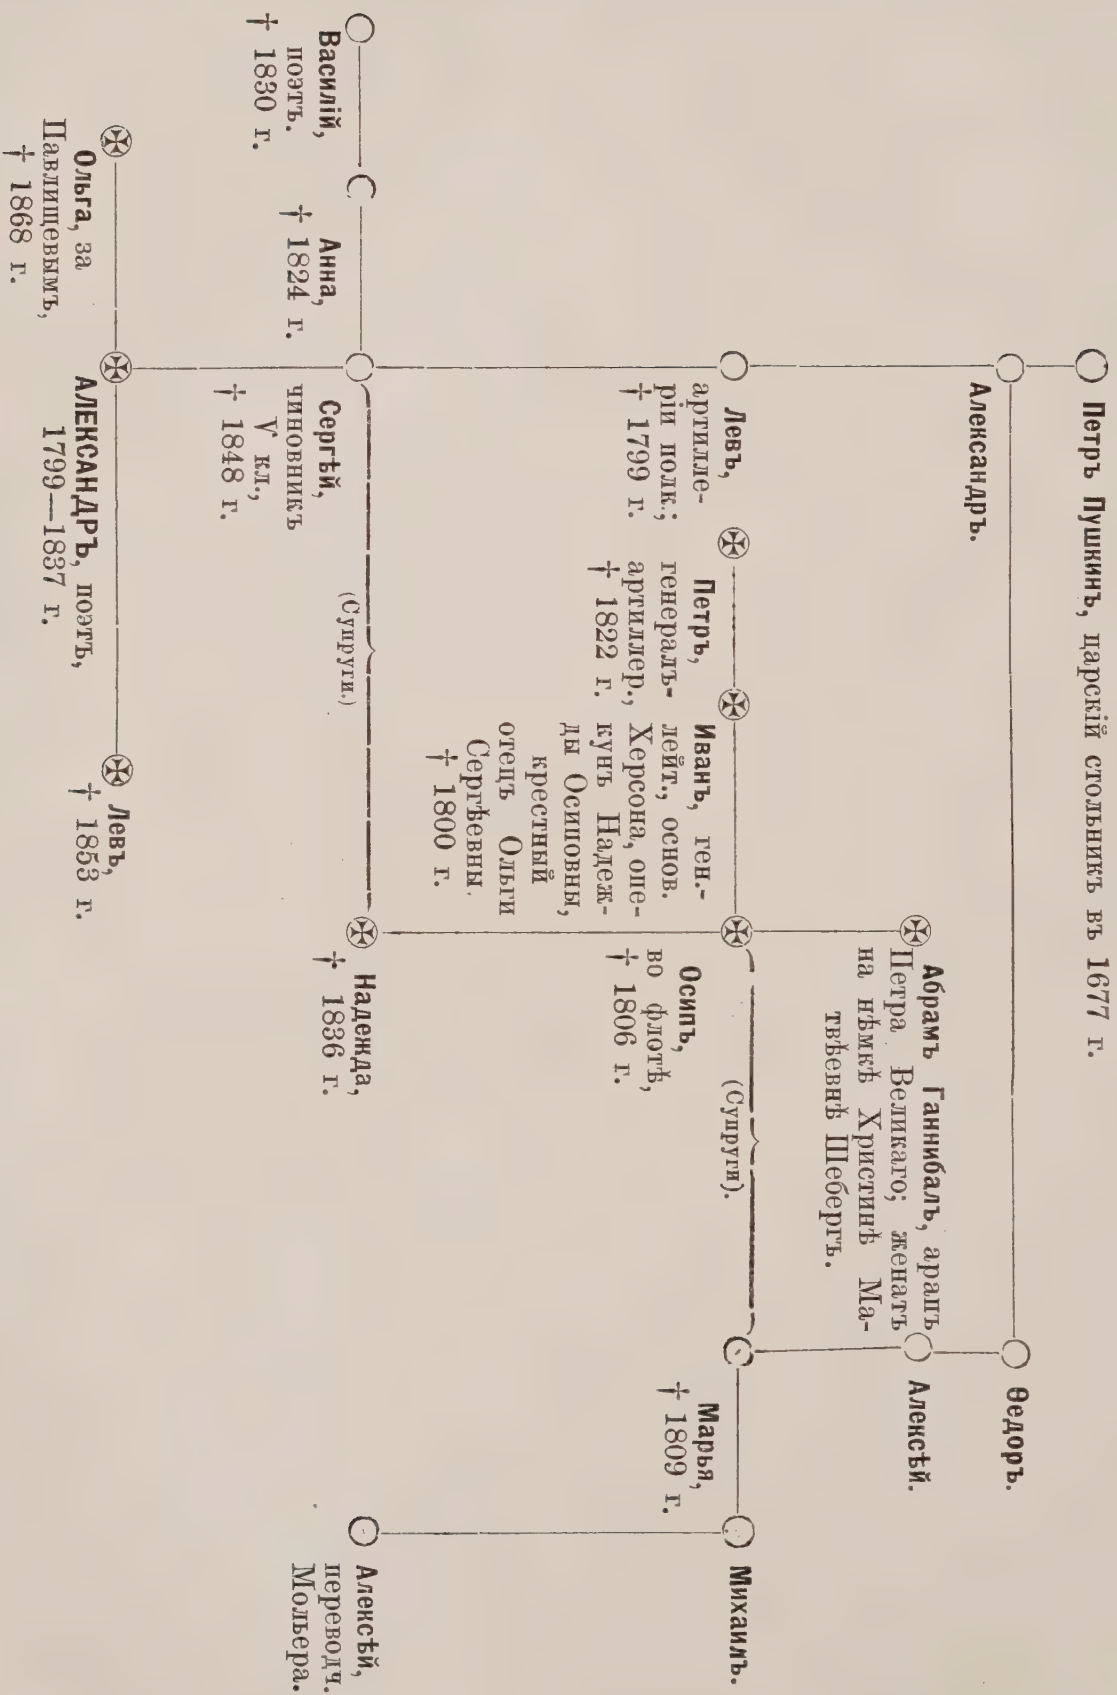 Петръ Пушкинъ, царскій стольникъ въ 1677 г.
Александръ.
Ѳедоръ.
Абрамъ Ганнибалъ, арапъ
Петра Великаго; женатъ
на нѣмкѣ Христинѣ Ма-
твѣевнѣ Шебергъ.
Алексѣй.
Левъ,
артилле-
ріи полк.;
† 1799 г.
Петръ,
генералъ-
артиллер.,
† 1822 г.
Иванъ, ген.-
лейт., основ.
Херсона, опе-
кунъ Надеж-
ды Осиповны,
крестный
отецъ Ольги
Сергѣевны.
† 1800 г.
Осипъ,
во флотѣ,
† 1806 г.
(Супруги).
Марья,
† 1809 г.
Михаилъ.
Василій,
поэтъ.
† 1830 г.
Анна,
† 1824 г.
Сергѣй,
чиновникъ
V кл.,
† 1848 г.
(Супруги.)
Надежда,
† 1836 г.
Алексѣй,
переводч.
Мольера.
Ольга, за
Павлищевымъ,
† 1868 г.
АЛЕКСАНДРЪ, поэтъ,
1799—1837 г.
Левъ,
† 1853 г.